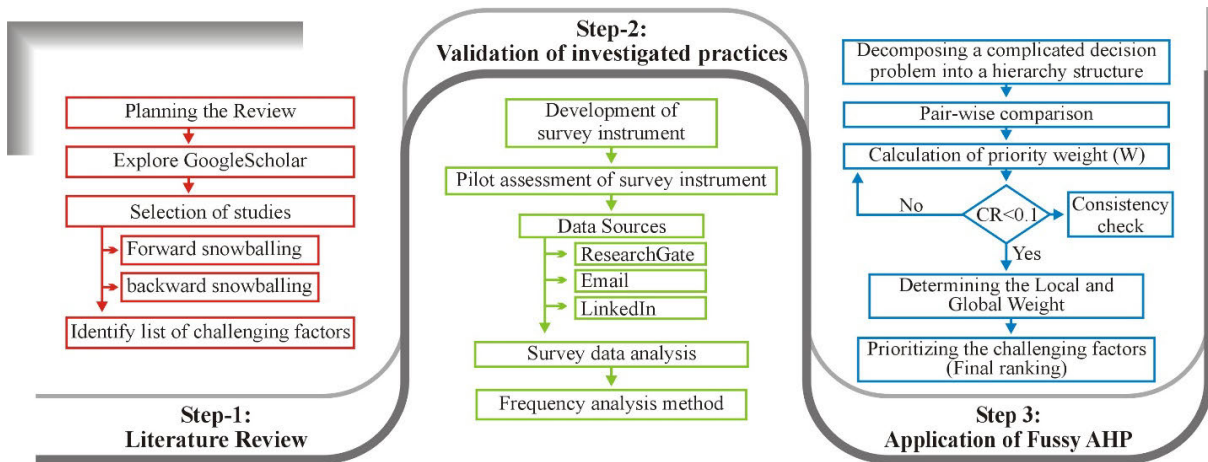 Planning the Review
Explore GoogleScholar
Selection of studies
Forward snowballing
backward snowballing
Identify list of challenging factors
Step-1:
Literature Review
Step-2:
Validation of investigated practices
Development of
survey instrument
Pilot assessment of survey instrument
Data Sources
ResearchGate
Email
LinkedIn
Survey data analysis
Frequency analysis method
Decomposing a complicated decision
problem into a hierarchy structure
Pair-wise comparison
Calculation of priority weight (W)
No
CR<0.1
Consistency
check
Yes
Determining the Local and
Global Weight
Prioritizing the challenging factors
(Final ranking)
Step 3:
Application of Fussy AHP